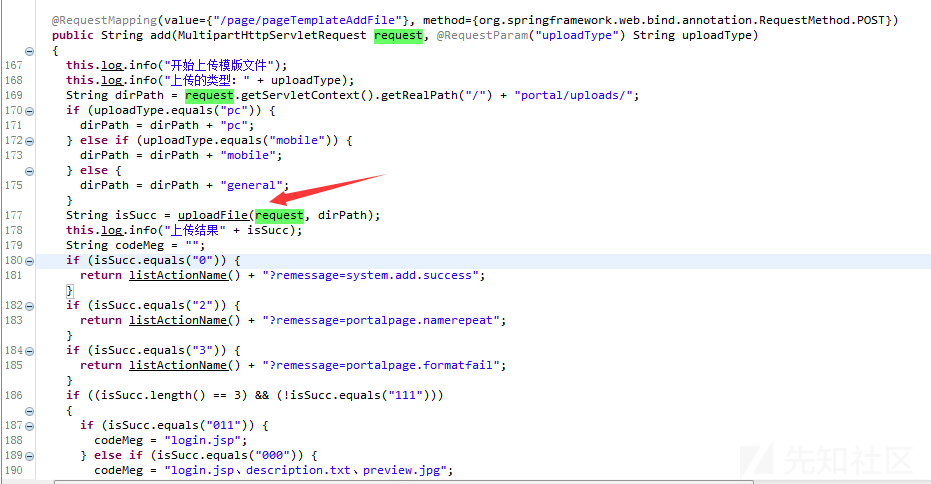 @RequestMapping(value={"/page/pageTemplateAddFile"}, method={org.springframework.web.bind.annotation.RequestMethod.POST})
public String add(MultipartHttpServletRequest request, @RequestParam("uploadType") String uploadType)
{
167 this.log.info("开始上传模版文件");
168 this.log.info("上传的类型: " + uploadType);
169 String dirPath = request.getServletContext().getRealPath("/") + "portal/uploads/";
170 if (uploadType.equals("pc")) {
171 dirPath = dirPath + "pc";
172 } else if (uploadType.equals("mobile")) {
173 dirPath = dirPath + "mobile";
} else {
175 dirPath = dirPath + "general";
}
177 String isSucc = uploadFile(request, dirPath);
178 this.log.info("上传结果" + isSucc);
179 String codeMeg = "";
180 if (isSucc.equals("0")) {
181 return listActionName() + "?remessage=system.add.success";
}
182 if (isSucc.equals("2")) {
183 return listActionName() + "?remessage=portalpage.namerepeat";
}
184 if (isSucc.equals("3")) {
185 return listActionName() + "?remessage=portalpage.formatfail";
}
186 if ((isSucc.length() == 3) && (!isSucc.equals("111")))
{
187 if (isSucc.equals("011")) {
188 codeMeg = "login.jsp";
189 } else if (isSucc.equals("000")) {
190 codeMeg = "login.jsp、description.txt、preview.jpg";
先知社区